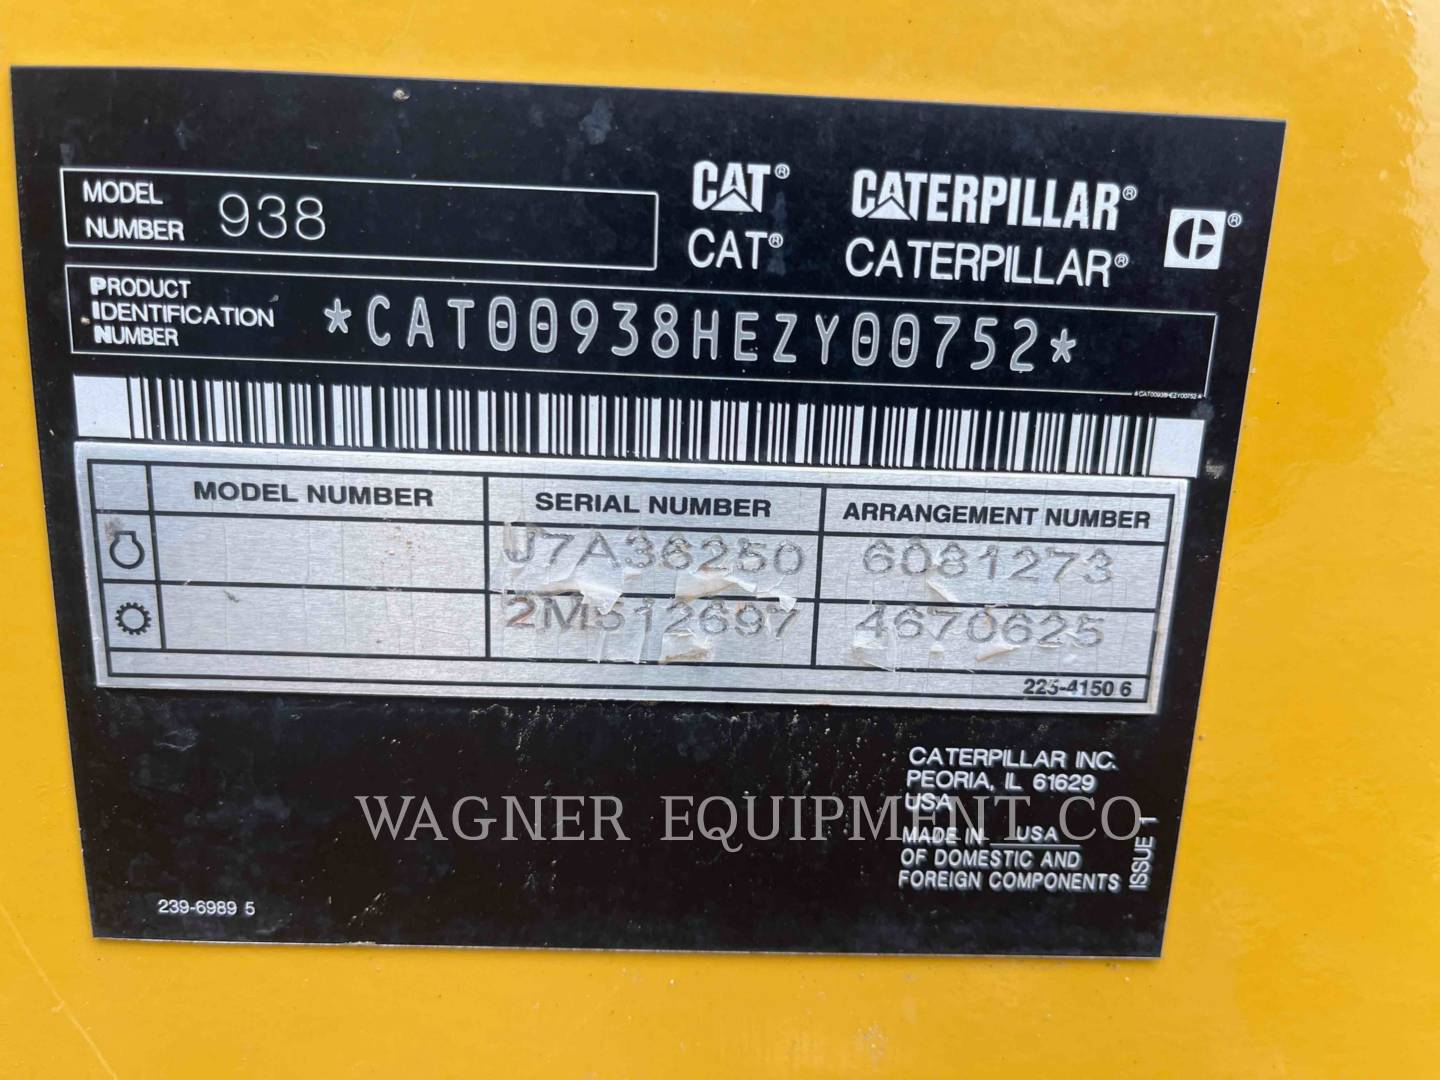 MODEL NUMBER 938
CAT® CATERPILLAR®
CAT® CATERPILLAR®
PRODUCT IDENTIFICATION NUMBER *CAT00938HEZY00752*
*CAT00938HEZY00752*
MODEL NUMBER SERIAL NUMBER ARRANGEMENT NUMBER
J7A36250 6081273
2M512697 4670625
225-4150 6
CATERPILLAR INC.
PEORIA, IL 61629
USA
WAGNER EQUIPMENT CO
MADE IN USA
OF DOMESTIC AND
FOREIGN COMPONENTS
ISSUE 1
239-6989 5